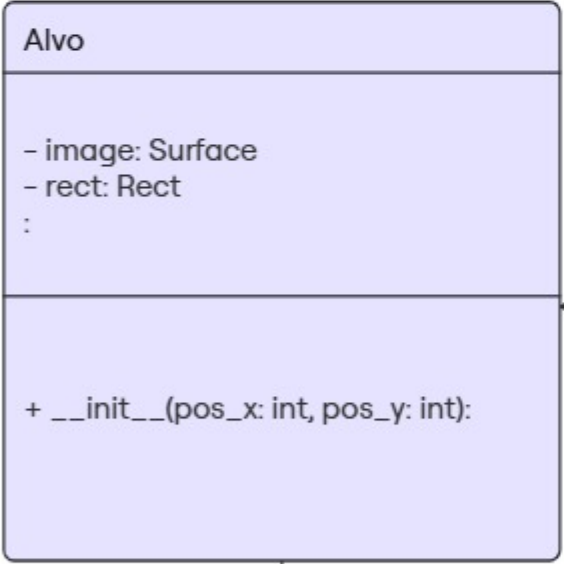 Alvo
- image: Surface
- rect: Rect
:
+ __init__(pos_x: int, pos_y: int):